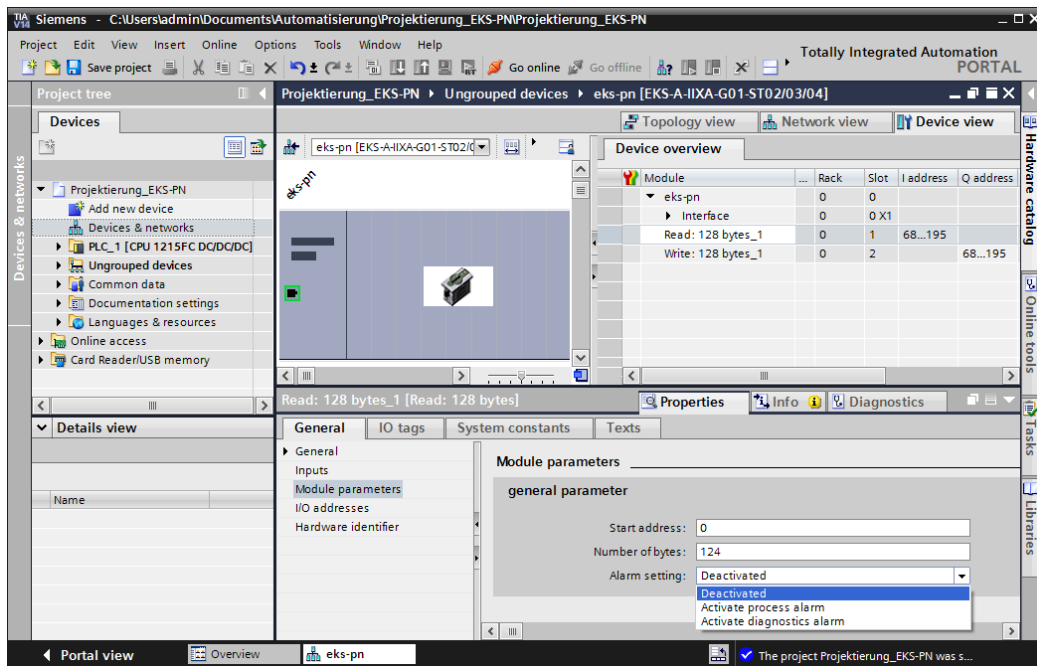 TIA V14 Siemens - C:\Users\admin\Documents\Automatisierung\Projektierung_EKS-PN\Projektierung_EKS-PN
Project Edit View Insert Online Options Tools Window Help
Totally Integrated Automation
PORTAL
Save project Go online Go offline
Project tree
Devices
Projektierung_EKS-PN
Add new device
Devices & networks
PLC_1 [CPU 1215FC DC/DC/DC]
Ungrouped devices
Common data
Documentation settings
Languages & resources
Online access
Card Reader/USB memory
Details view
Name
Devices & networks
Projektierung_EKS-PN Ungrouped devices eks-pn [EKS-A-IIXA-G01-ST02/03/04]
Topology view Network view Device view
eks-pn [EKS-A-IIXA-G01-ST02/0
eks-pn
Device overview
Module ... Rack Slot I address Q address
eks-pn 0 0
Interface 0 0 X1
Read: 128 bytes_1 0 1 68...195
Write: 128 bytes_1 0 2 68...195
Read: 128 bytes_1 [Read: 128 bytes]
Properties Info Diagnostics
General IO tags System constants Texts
General
Inputs
Module parameters
I/O addresses
Hardware identifier
Module parameters
general parameter
Start address: 0
Number of bytes: 124
Alarm setting: Deactivated
Deactivated
Activate process alarm
Activate diagnostics alarm
Hardware catalog
Online tools
Tasks
Libraries
Portal view Overview eks-pn The project Projektierung_EKS-PN was s...